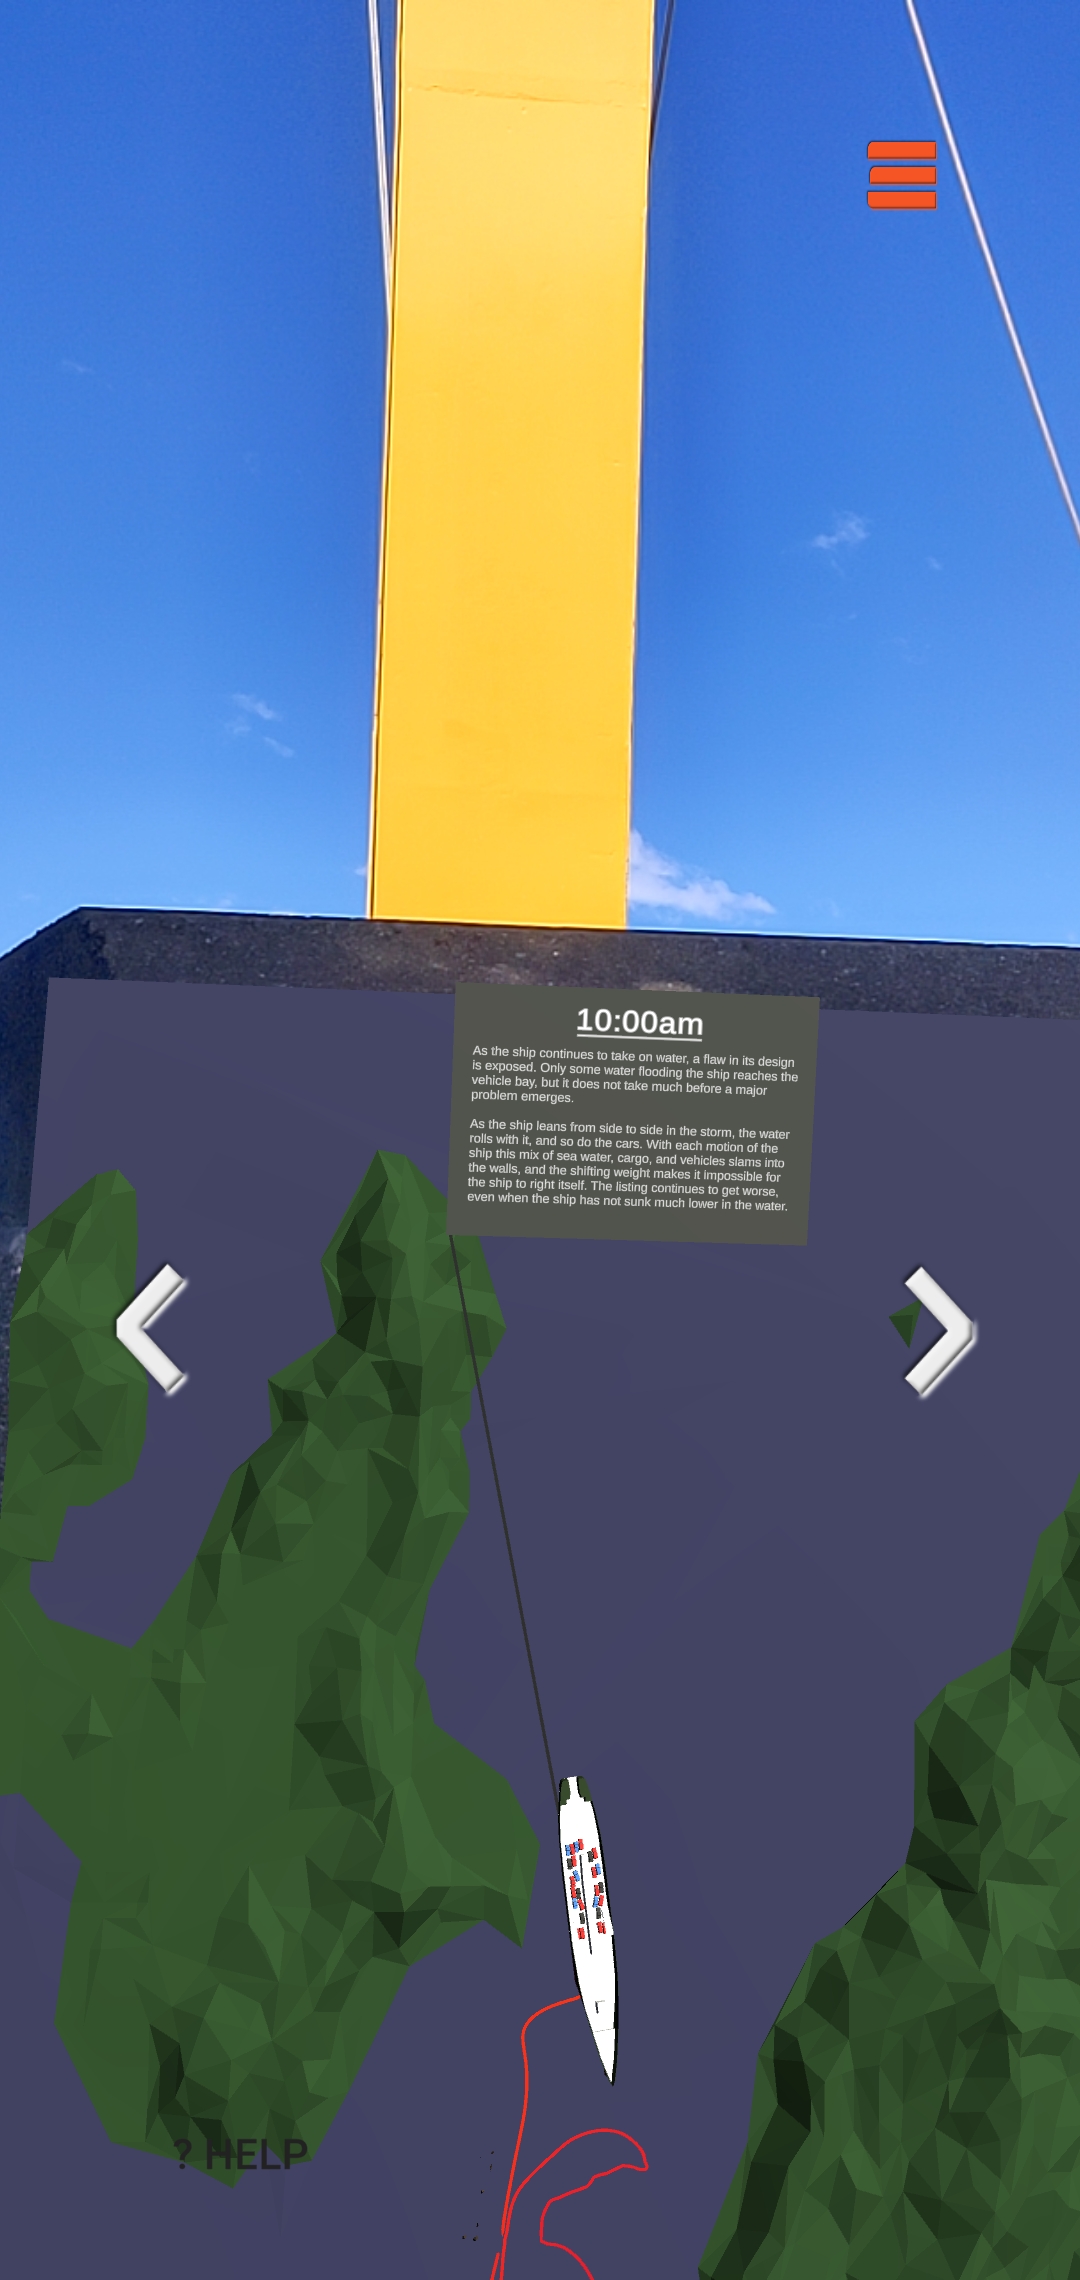 10:00am
As the ship continues to take on water, a flaw in its design
is exposed. Only some water flooding the ship reaches the
vehicle bay, but it does not take much before a major
problem emerges.
As the ship leans from side to side in the storm, the water
rolls with it, and so do the cars. With each motion of the
ship this mix of sea water, cargo, and vehicles slams into
the walls, and the shifting weight makes it impossible for
the ship to right itself. The listing continues to get worse,
even when the ship has not sunk much lower in the water.
? HELP